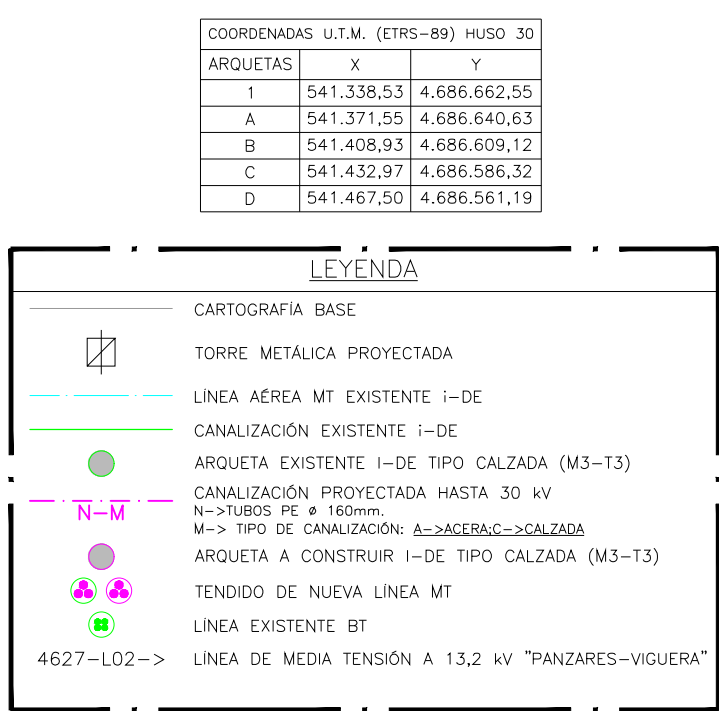 COORDENADAS U.T.M. (ETRS-89) HUSO 30
ARQUETAS X Y
1 541.338,53 4.686.662,55
A 541.371,55 4.686.640,63
B 541.408,93 4.686.609,12
C 541.432,97 4.686.586,32
D 541.467,50 4.686.561,19
LEYENDA
CARTOGRAFÍA BASE
TORRE METÁLICA PROYECTADA
LÍNEA AÉREA MT EXISTENTE i-DE
CANALIZACIÓN EXISTENTE i-DE
ARQUETA EXISTENTE I-DE TIPO CALZADA (M3-T3)
N-M CANALIZACIÓN PROYECTADA HASTA 30 kV
N->TUBOS PE ø 160mm.
M-> TIPO DE CANALIZACIÓN: A->ACERA;C->CALZADA
ARQUETA A CONSTRUIR I-DE TIPO CALZADA (M3-T3)
TENDIDO DE NUEVA LÍNEA MT
LÍNEA EXISTENTE BT
4627-L02-> LÍNEA DE MEDIA TENSIÓN A 13,2 kV "PANZARES-VIGUERA"